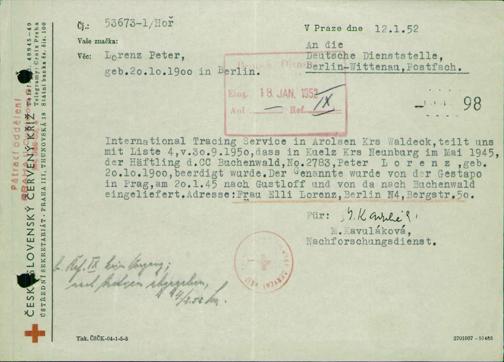 Čj.: 53673-1/Hoř
V Praze dne 12.1.52
Vaše značka:
Věc: Lorenz Peter,
geb.20.10.1900 in Berlin.
An die
Deutsche Dienststelle,
Berlin-Wittenau,Postfach.
Eing. 18 JAN. 1952
Ref. IX
98
International Tracing Service in Arolsen Krs Waldeck, teilt uns
mit Liste 4,v.30.9.1950,dass in Kuelz Krs Neunburg im Mai 1945,
der Häftling d.CC Buchenwald,No.2783,Peter Lorenz,geb.
20.10.1900, beerdigt wurde.Der Genannte wurde von der Gestapo
in Prag,am 20.1.45 nach Gustloff und von da nach Buchenwald
eingeliefert.Adresse:Frau Elli Lorenz,Berlin N4,Bergstr.50.
Für:
M.Kavuláková,
Nachforschungsdienst.
Tisk. ČSČK-04-1-5-5
ČESKOSLOVENSKÝ ČERVENÝ KŘÍŽ
ÚSTŘEDNÍ SEKRETARIÁT- PRAHA III, THUNOVSKÁ 18
Pátrací oddělení